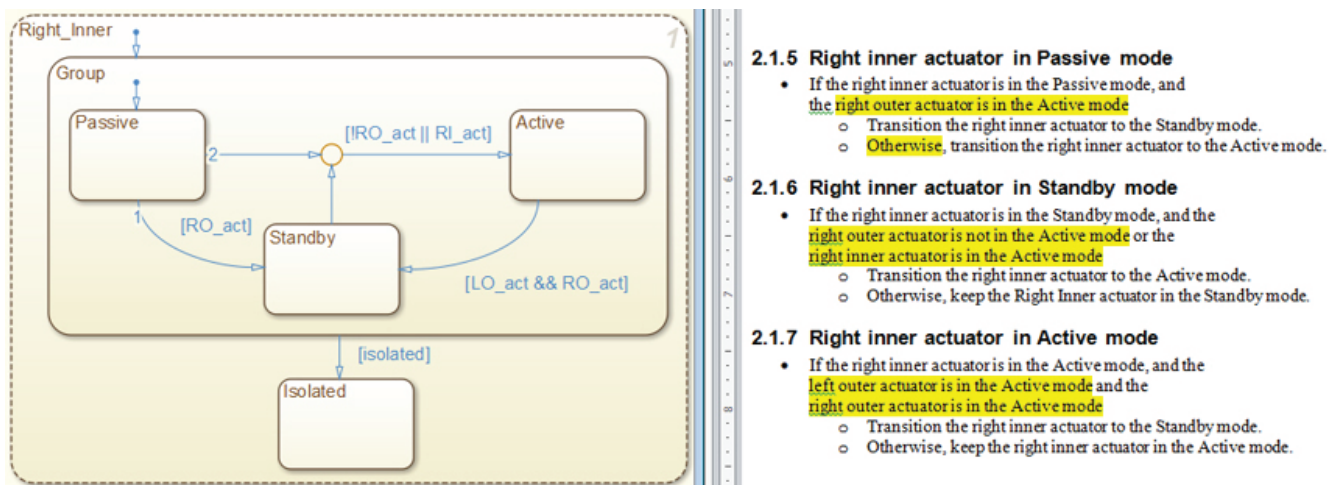 Right_Inner
1
Group
Passive
[!RO_act || RI_act]
Active
2
1
[RO_act]
Standby
[LO_act && RO_act]
[isolated]
Isolated
5
6
7
8
2.1.5 Right inner actuator in Passive mode
• If the right inner actuator is in the Passive mode, and
the right outer actuator is in the Active mode
o Transition the right inner actuator to the Standby mode.
o Otherwise, transition the right inner actuator to the Active mode.
2.1.6 Right inner actuator in Standby mode
• If the right inner actuator is in the Standby mode, and the
right outer actuator is not in the Active mode or the
right inner actuator is in the Active mode
o Transition the right inner actuator to the Active mode.
o Otherwise, keep the Right Inner actuator in the Standby mode.
2.1.7 Right inner actuator in Active mode
• If the right inner actuator is in the Active mode, and the
left outer actuator is in the Active mode and the
right outer actuator is in the Active mode
o Transition the right inner actuator to the Standby mode.
o Otherwise, keep the right inner actuator in the Active mode.